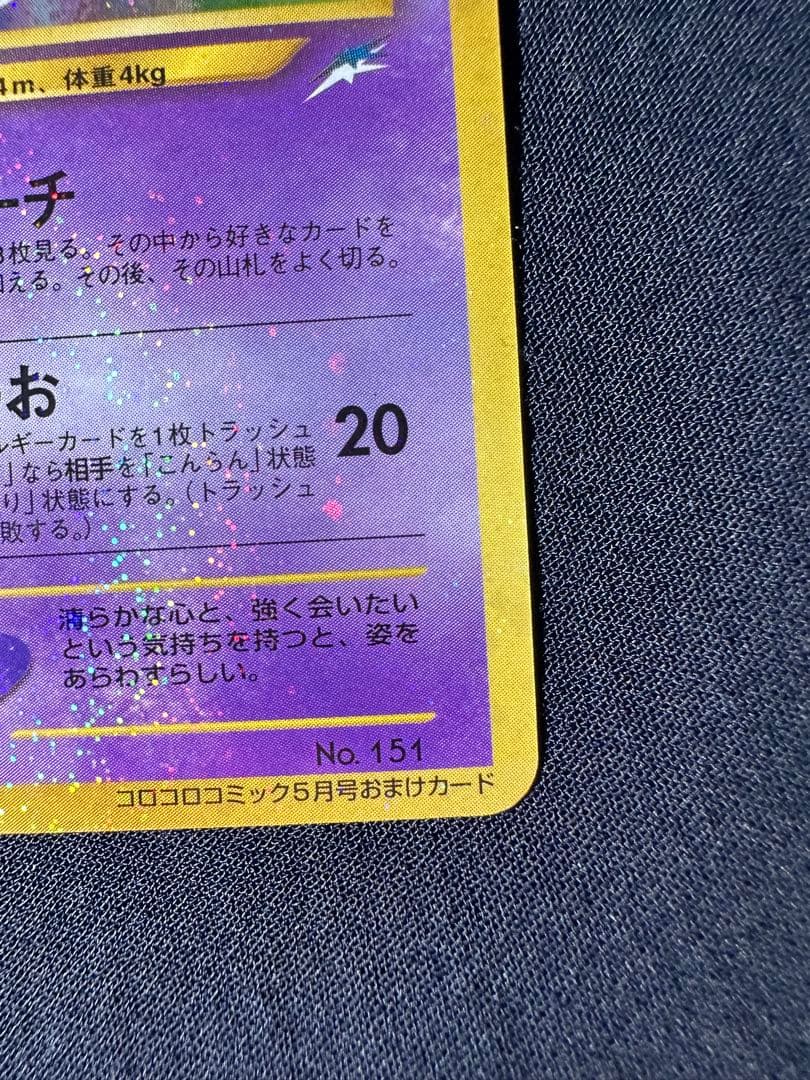 4m、体重4kg
ーチ
3枚見る。その中から好きなカードを
加える。その後、その山札をよく切る。
お
ルギーカードを1枚トラッシュ
」なら相手を「こんらん」状態
り」状態にする。(トラッシュ
敗する。)
20
清らかな心と、強く会いたい
という気持ちを持つと、姿を
あらわすらしい。
No. 151
コロコロコミック5月号おまけカード